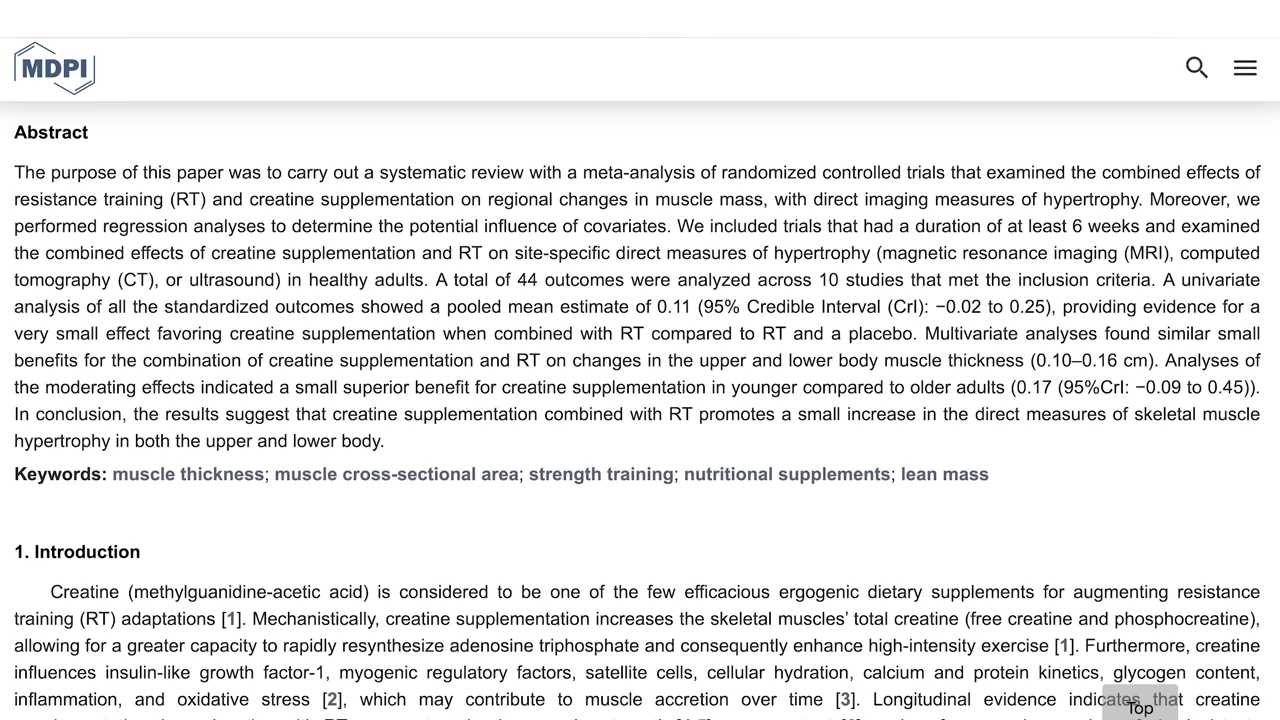 MDPI
Abstract
The purpose of this paper was to carry out a systematic review with a meta-analysis of randomized controlled trials that examined the combined effects of
resistance training (RT) and creatine supplementation on regional changes in muscle mass, with direct imaging measures of hypertrophy. Moreover, we
performed regression analyses to determine the potential influence of covariates. We included trials that had a duration of at least 6 weeks and examined
the combined effects of creatine supplementation and RT on site-specific direct measures of hypertrophy (magnetic resonance imaging (MRI), computed
tomography (CT), or ultrasound) in healthy adults. A total of 44 outcomes were analyzed across 10 studies that met the inclusion criteria. A univariate
analysis of all the standardized outcomes showed a pooled mean estimate of 0.11 (95% Credible Interval (CrI): −0.02 to 0.25), providing evidence for a
very small effect favoring creatine supplementation when combined with RT compared to RT and a placebo. Multivariate analyses found similar small
benefits for the combination of creatine supplementation and RT on changes in the upper and lower body muscle thickness (0.10–0.16 cm). Analyses of
the moderating effects indicated a small superior benefit for creatine supplementation in younger compared to older adults (0.17 (95%CrI: −0.09 to 0.45)).
In conclusion, the results suggest that creatine supplementation combined with RT promotes a small increase in the direct measures of skeletal muscle
hypertrophy in both the upper and lower body.
Keywords: muscle thickness; muscle cross-sectional area; strength training; nutritional supplements; lean mass
1. Introduction
Creatine (methylguanidine-acetic acid) is considered to be one of the few efficacious ergogenic dietary supplements for augmenting resistance
training (RT) adaptations [1]. Mechanistically, creatine supplementation increases the skeletal muscles’ total creatine (free creatine and phosphocreatine),
allowing for a greater capacity to rapidly resynthesize adenosine triphosphate and consequently enhance high-intensity exercise [1]. Furthermore, creatine
influences insulin-like growth factor-1, myogenic regulatory factors, satellite cells, cellular hydration, calcium and protein kinetics, glycogen content,
inflammation, and oxidative stress [2], which may contribute to muscle accretion over time [3]. Longitudinal evidence indicates that creatine
Top